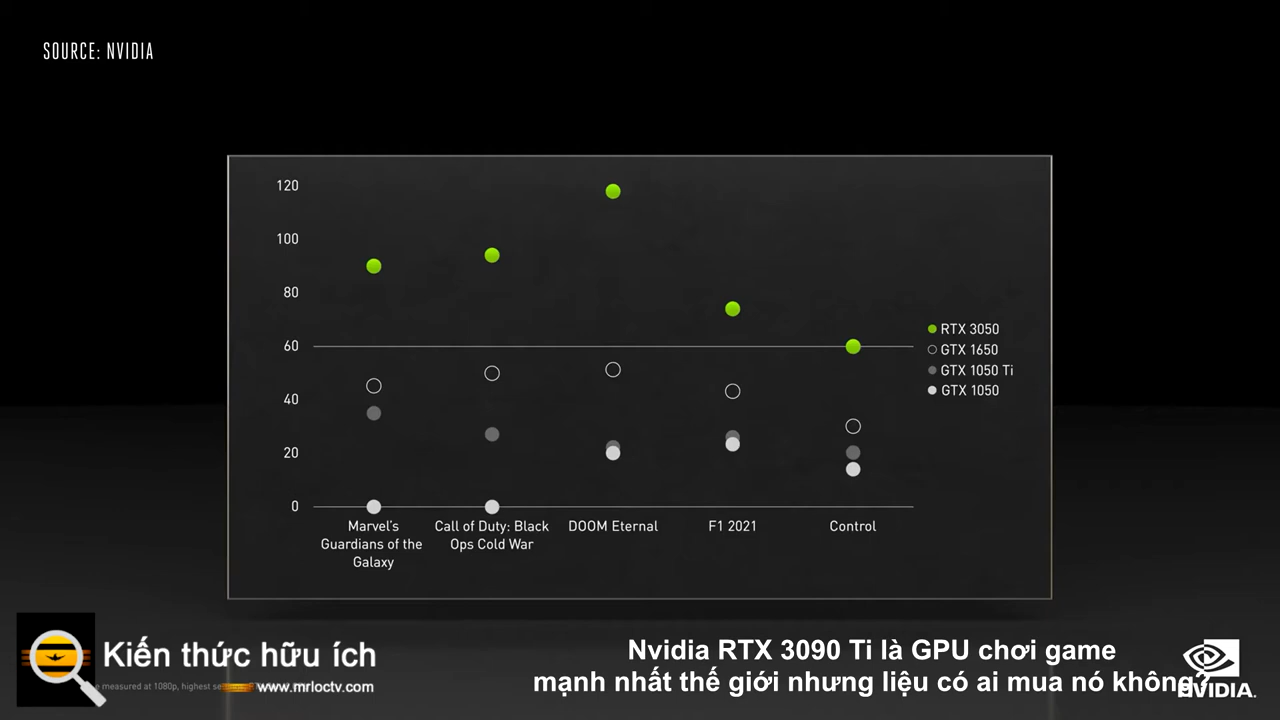 SOURCE: NVIDIA
120
100
80
60
40
20
0
RTX 3050
GTX 1650
GTX 1050 Ti
GTX 1050
Marvel's
Guardians of the
Galaxy
Call of Duty: Black
Ops Cold War
DOOM Eternal
F1 2021
Control
Kiến thức hữu ích
www.mrloctv.com
measured at 1080p, highest
Nvidia RTX 3090 Ti là GPU chơi game
mạnh nhất thế giới nhưng liệu có ai mua nó không?
NVIDIA.